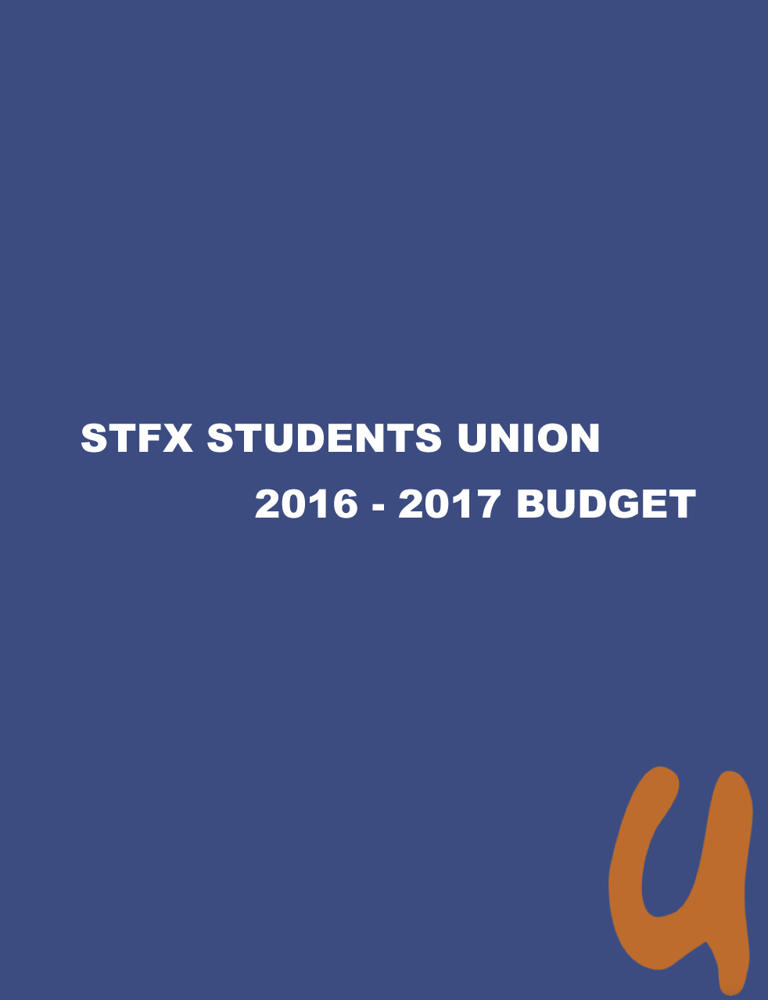 STFX STUDENTS UNION
2016 - 2017 BUDGET
u